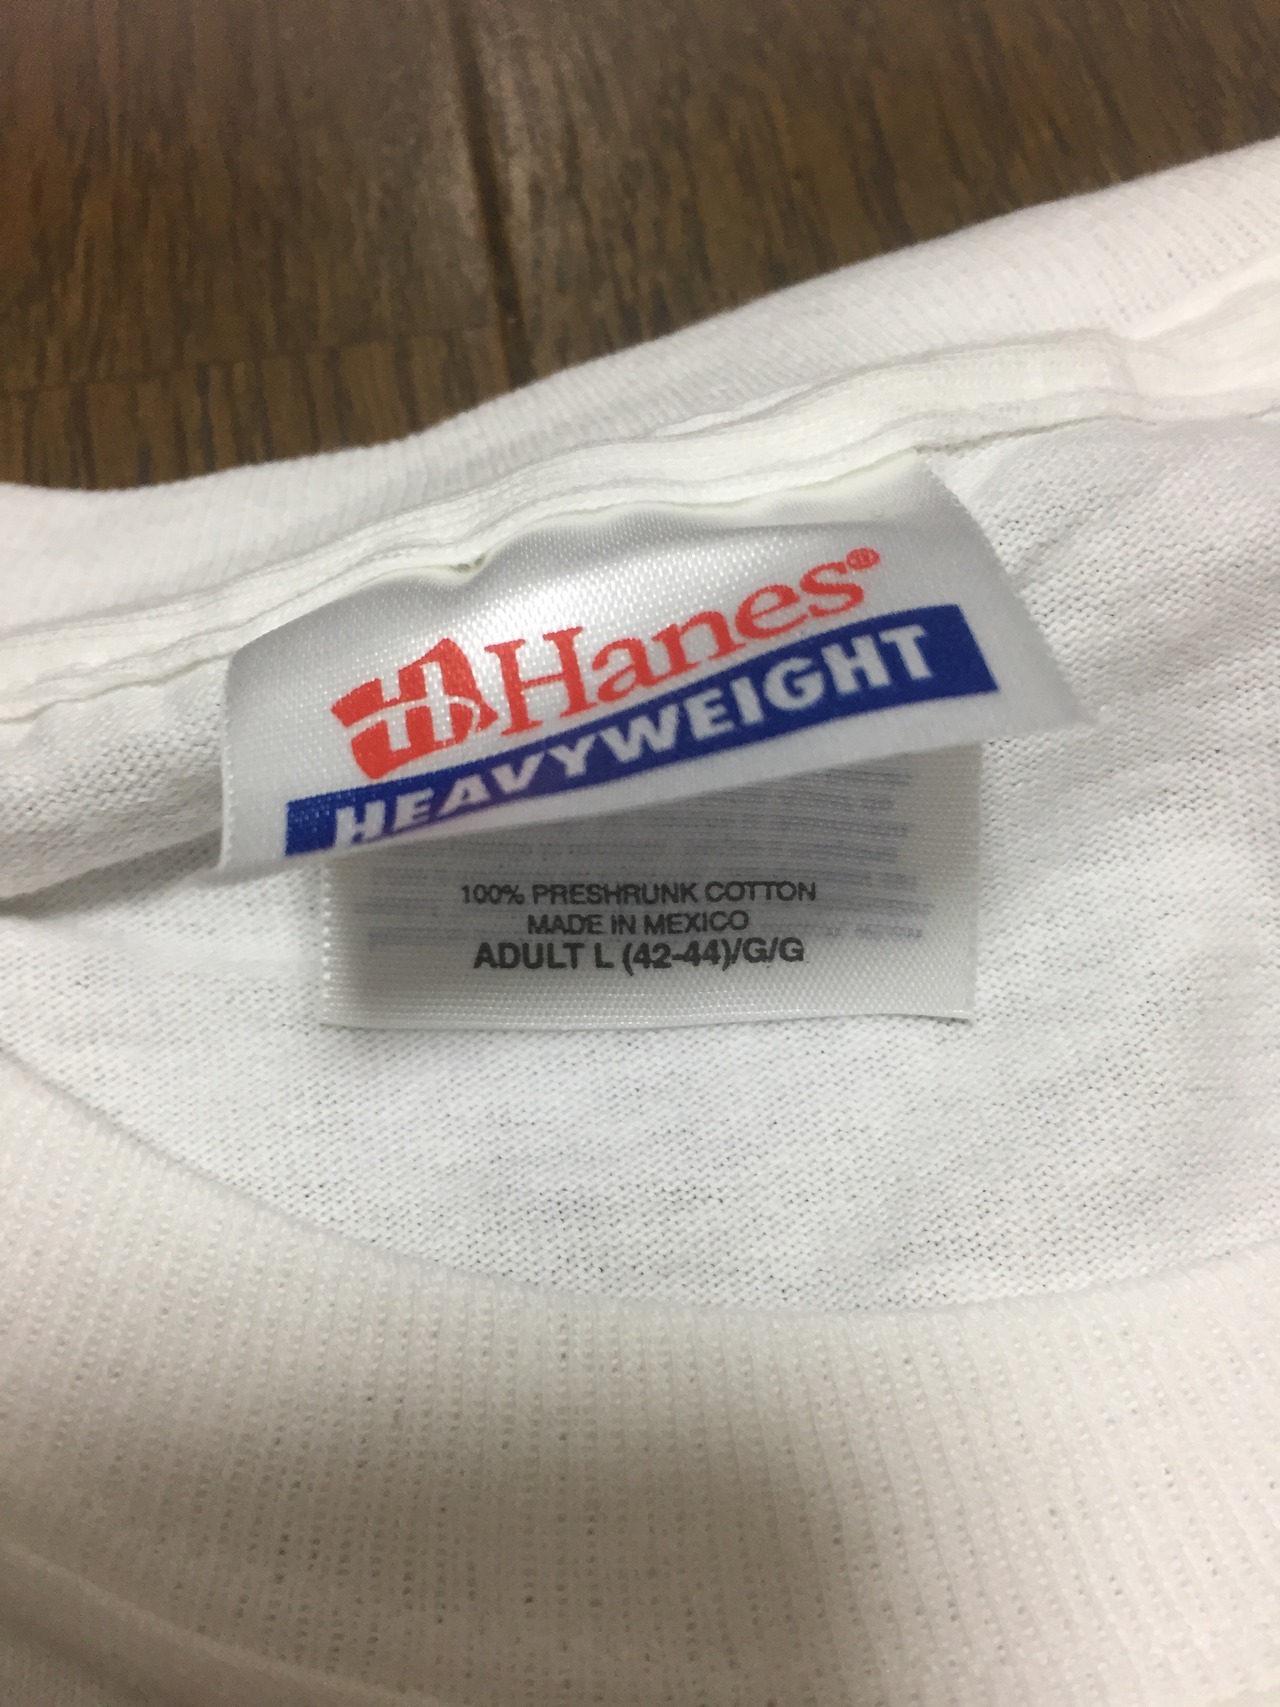 Hanes®
HEAVYWEIGHT
100% PRESHRUNK COTTON
MADE IN MEXICO
ADULT L (42-44)/G/G